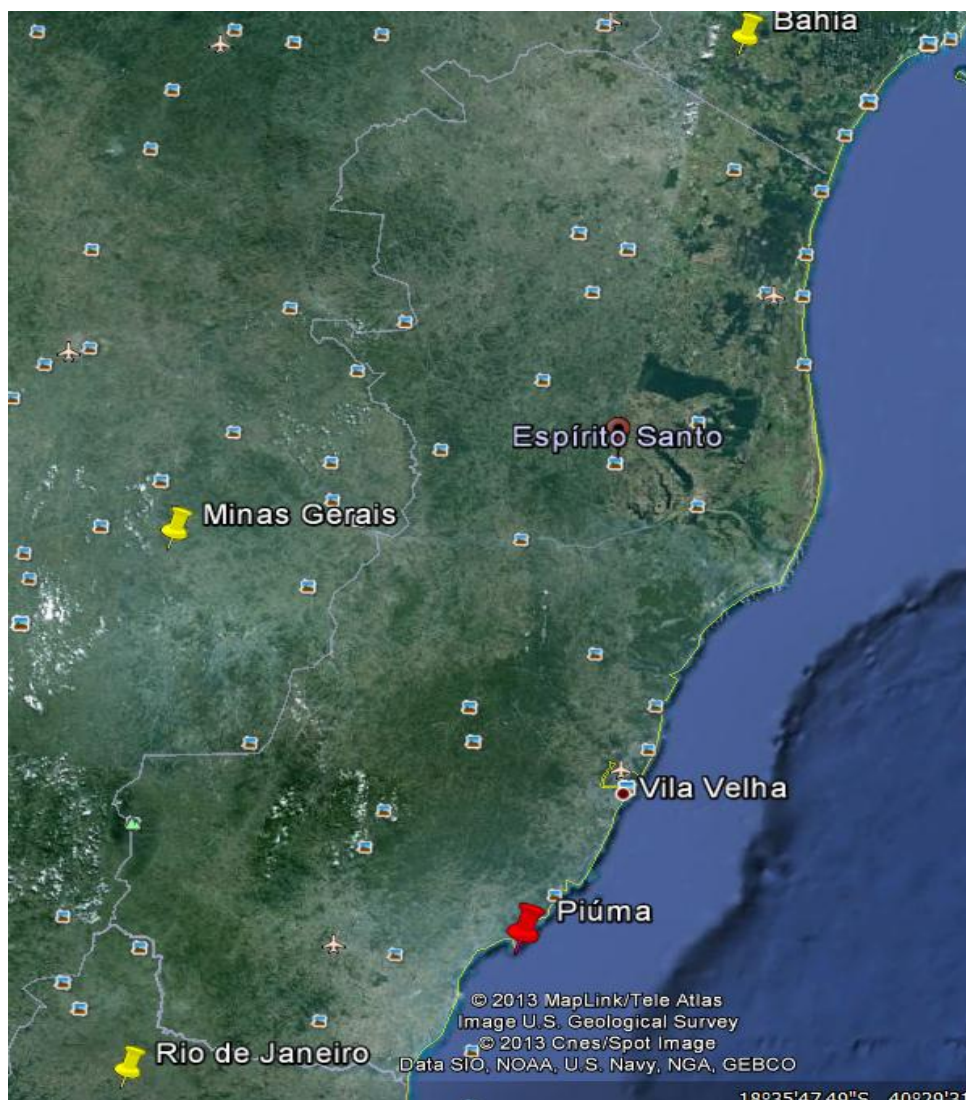 Bahia
Espírito Santo
Minas Gerais
Vila Velha
Piúma
© 2013 MapLink/Tele Atlas
Image U.S. Geological Survey
© 2013 Cnes/Spot Image
Rio de Janeiro
Data SIO, NOAA, U.S. Navy, NGA, GEBCO